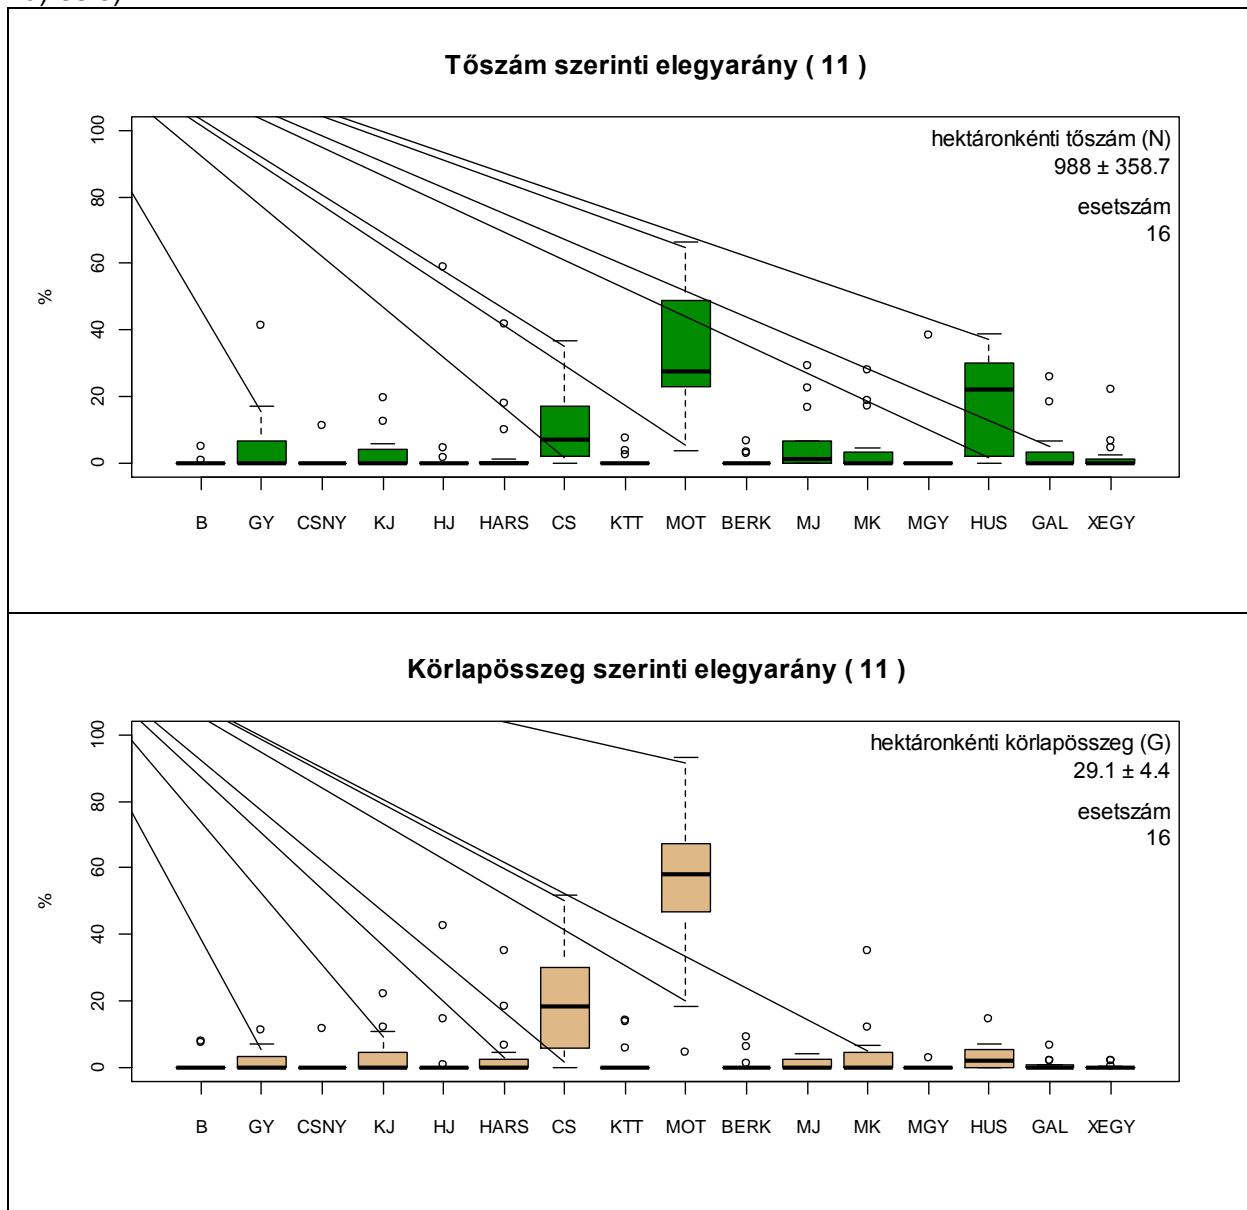 Tőszám szerinti elegyarány ( 11 )
hektáronkénti tőszám (N)
988 ± 358.7
esetszám
16
%
100
80
60
40
20
0
B GY CSNY KJ HJ HARS CS KTT MOT BERK MJ MK MGY HUS GAL XEGY
Körlapösszeg szerinti elegyarány ( 11 )
hektáronkénti körlapösszeg (G)
29.1 ± 4.4
esetszám
16
%
100
80
60
40
20
0
B GY CSNY KJ HJ HARS CS KTT MOT BERK MJ MK MGY HUS GAL XEGY